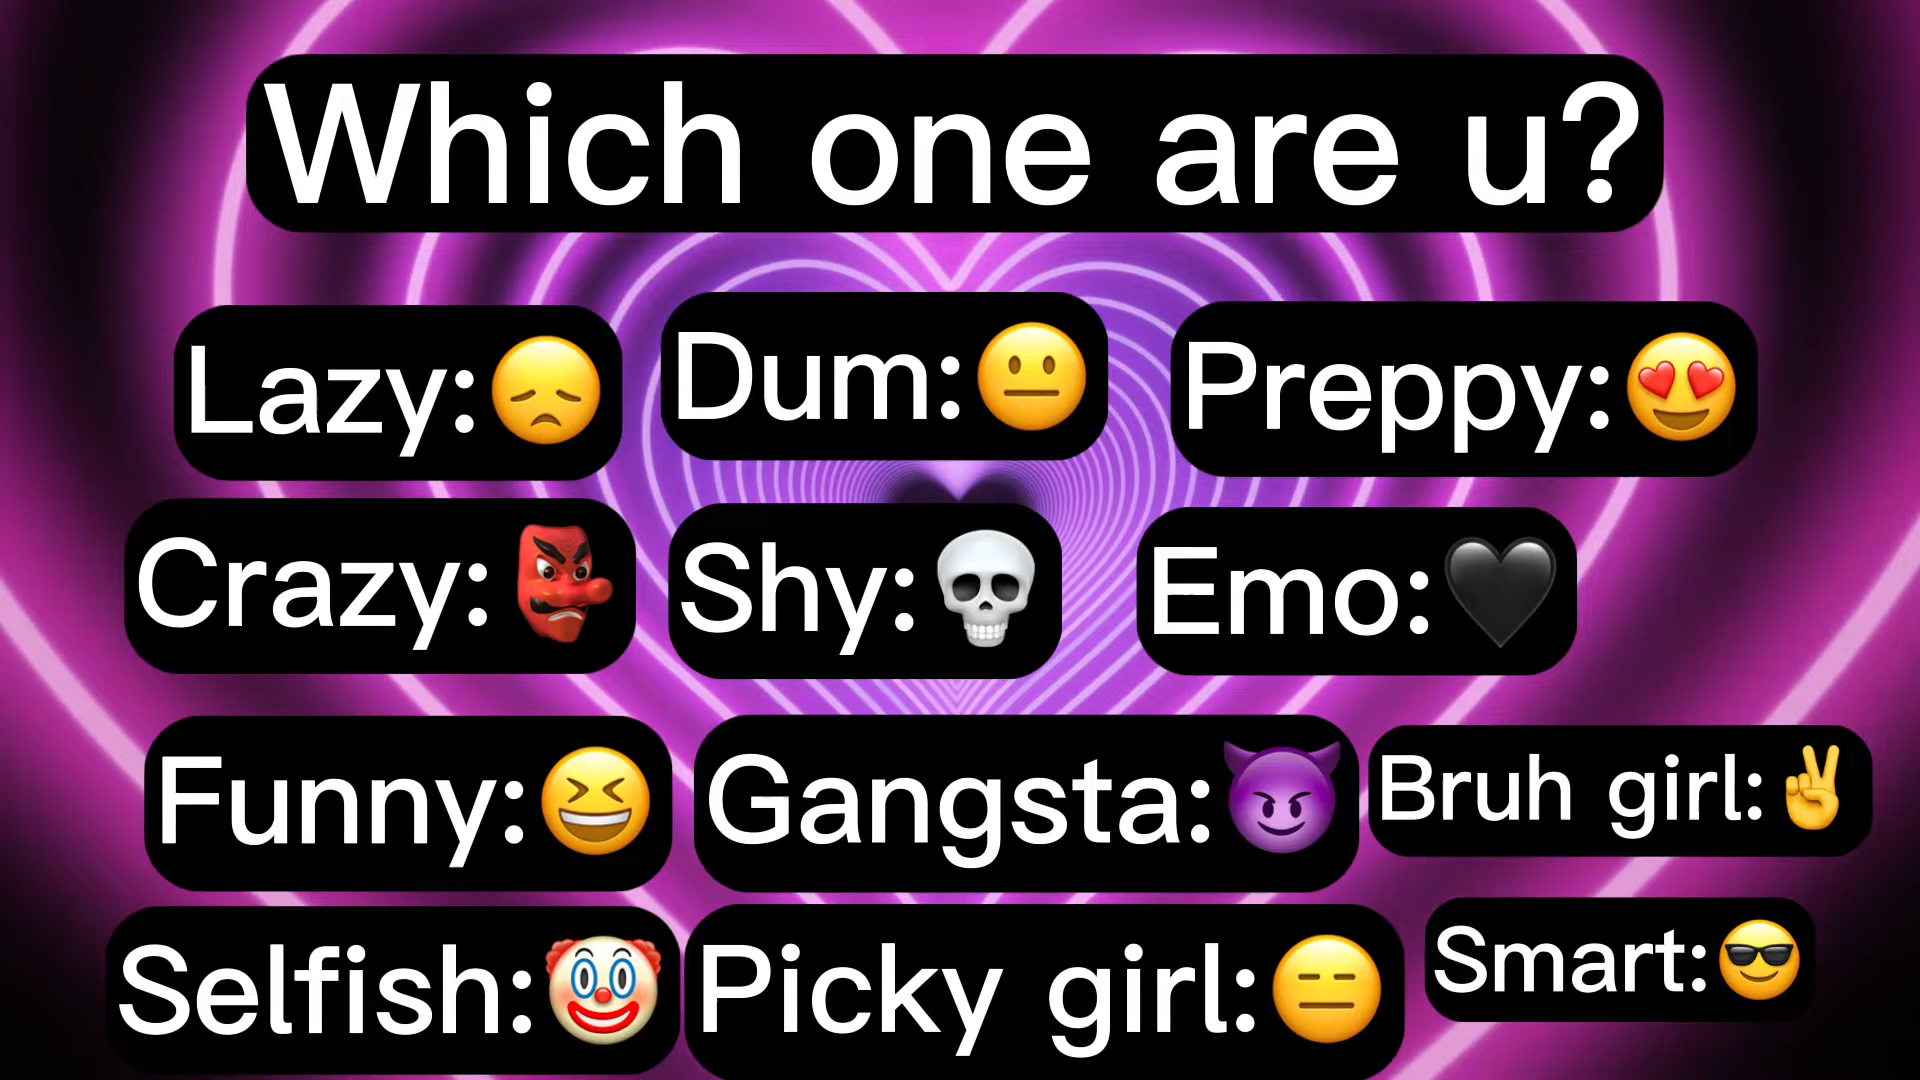 Which one are u?
Lazy:😞 Dum:😐 Preppy:😍
Crazy:👺 Shy:💀 Emo:🖤
Funny:😆 Gangsta:😈 Bruh girl:✌️
Selfish:🤡 Picky girl:😑 Smart:😎